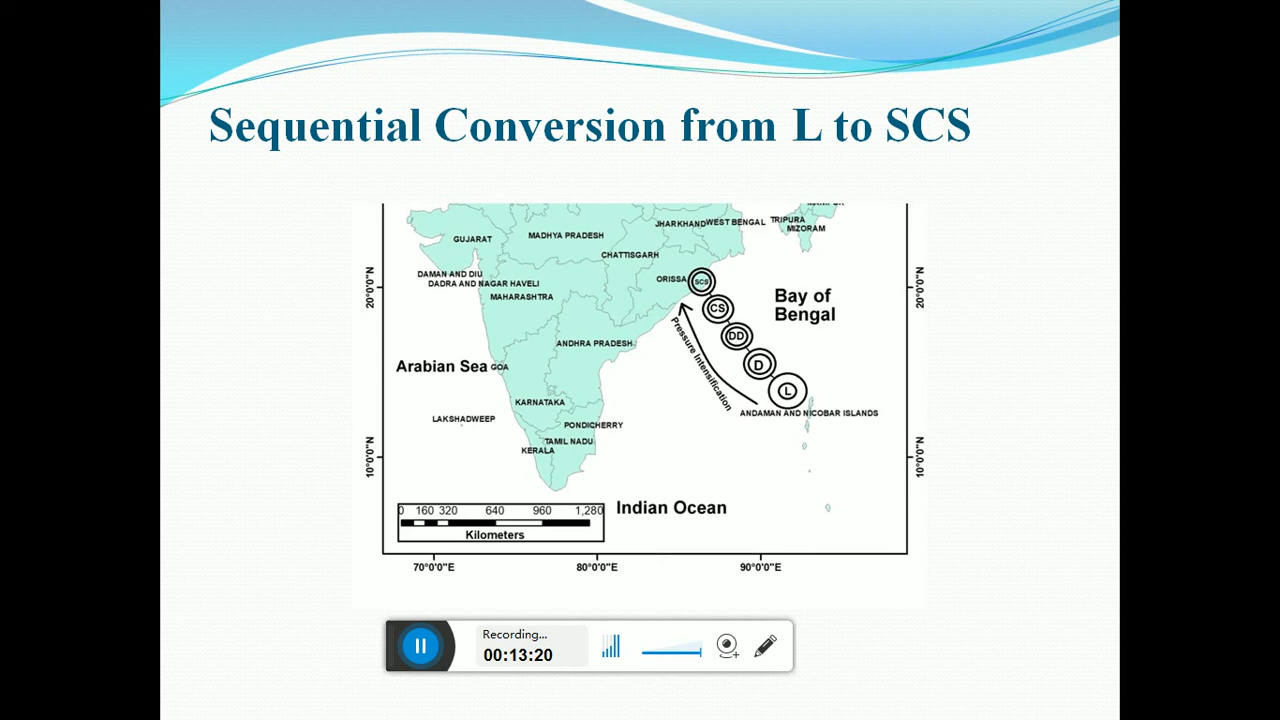 Sequential Conversion from L to SCS
MANIPUR
JHARKHAND WEST BENGAL TRIPURA
MIZORAM
GUJARAT MADHYA PRADESH
CHATTISGARH
DAMAN AND DIU ORISSA SCS
DADRA AND NAGAR HAVELI
MAHARASHTRA
20°0'0"N
20°0'0"N
Bay of
Bengal
CS
DD
D
L
Pressure Intensification
ANDHRA PRADESH
Arabian Sea GOA
KARNATAKA
ANDAMAN AND NICOBAR ISLANDS
LAKSHADWEEP
PONDICHERRY
TAMIL NADU
KERALA
10°0'0"N
10°0'0"N
Indian Ocean
0 160 320 640 960 1,280
Kilometers
70°0'0"E 80°0'0"E 90°0'0"E
Recording...
00:13:20